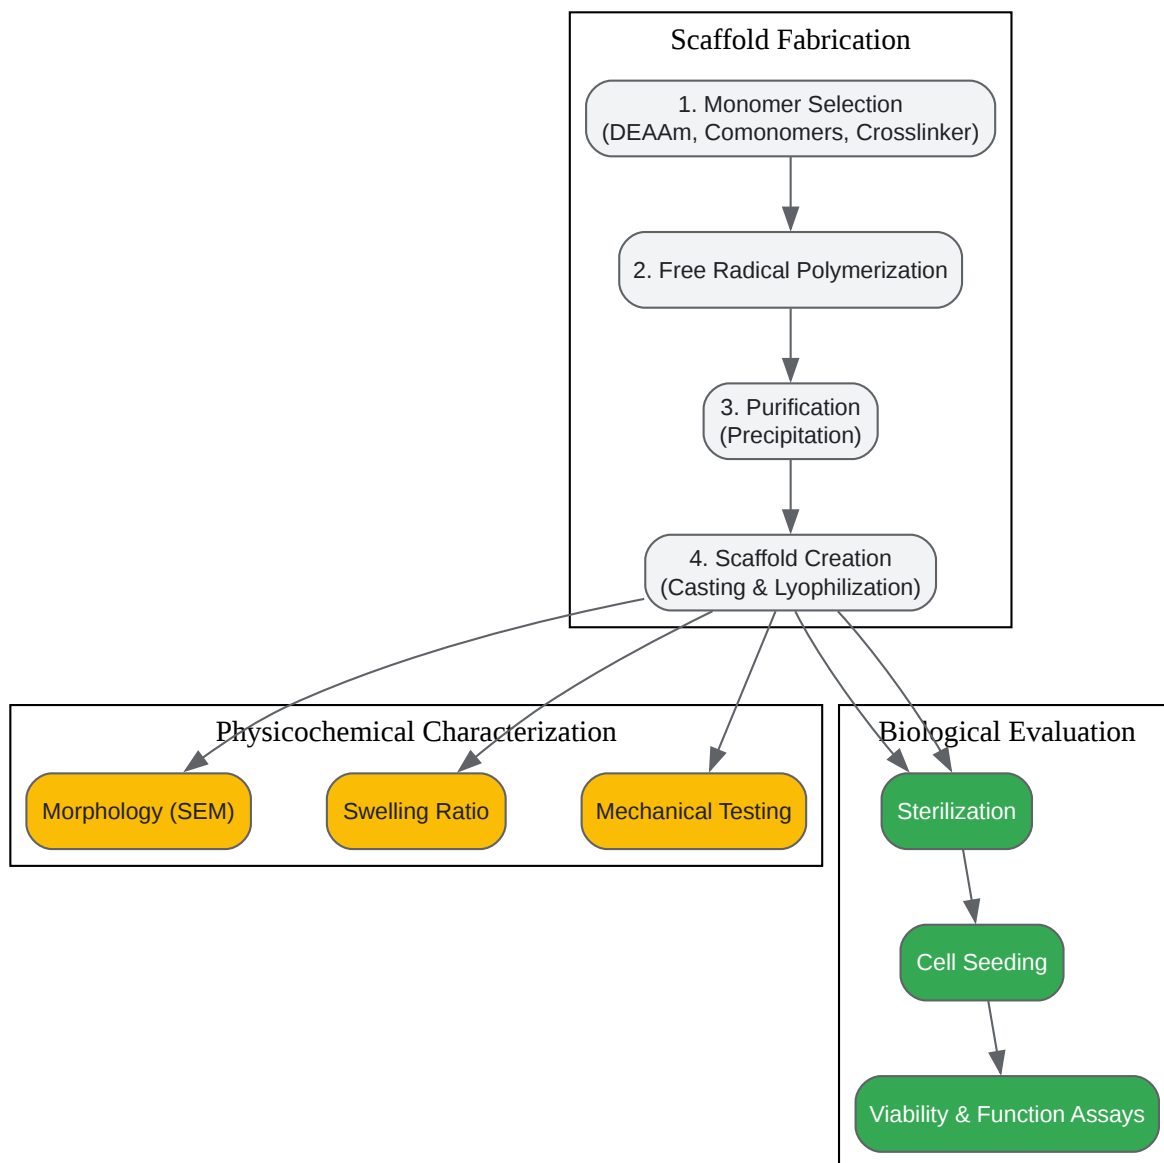 Scaffold Fabrication
1. Monomer Selection
(DEAAm, Comonomers, Crosslinker)
2. Free Radical Polymerization
3. Purification
(Precipitation)
4. Scaffold Creation
(Casting & Lyophilization)
Physicochemical Characterization
Morphology (SEM)
Swelling Ratio
Mechanical Testing
Biological Evaluation
Sterilization
Cell Seeding
Viability & Function Assays